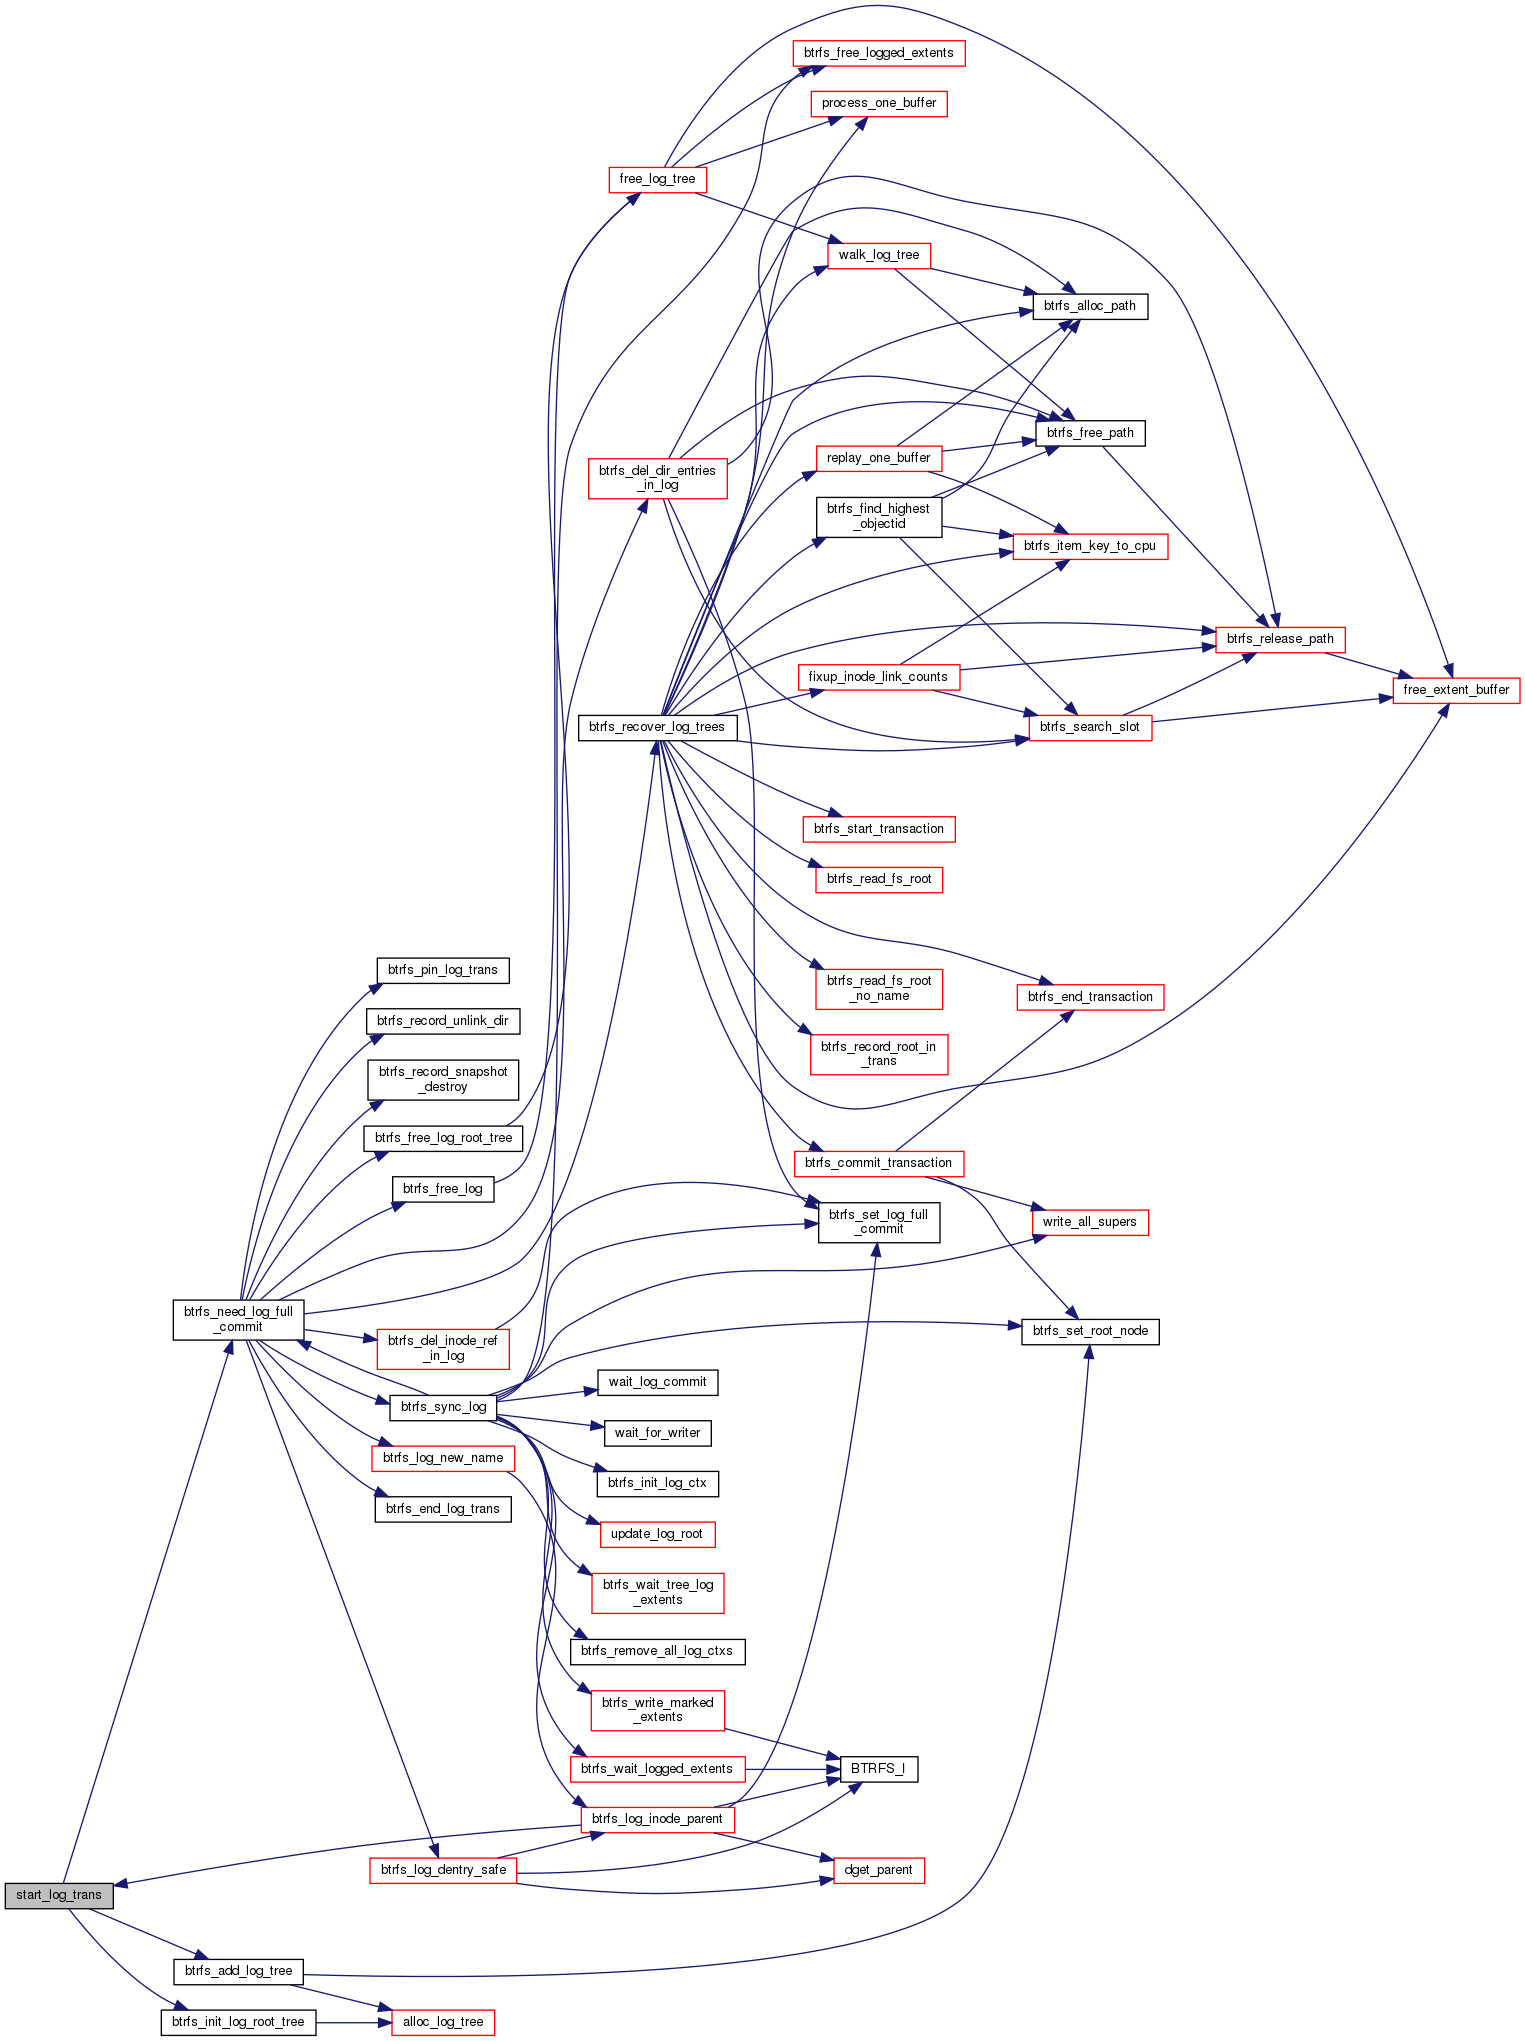 btrfs_free_logged_extents
process_one_buffer
free_log_tree
walk_log_tree
btrfs_alloc_path
btrfs_free_path
replay_one_buffer
btrfs_del_dir_entries
_in_log
btrfs_find_highest
_objectid
btrfs_item_key_to_cpu
btrfs_release_path
fixup_inode_link_counts
free_extent_buffer
btrfs_recover_log_trees
btrfs_search_slot
btrfs_start_transaction
btrfs_read_fs_root
btrfs_pin_log_trans
btrfs_read_fs_root
_no_name
btrfs_end_transaction
btrfs_record_unlink_dir
btrfs_record_root_in
_trans
btrfs_record_snapshot
_destroy
btrfs_free_log_root_tree
btrfs_commit_transaction
btrfs_free_log
btrfs_set_log_full
_commit
write_all_supers
btrfs_need_log_full
_commit
btrfs_set_root_node
btrfs_del_inode_ref
_in_log
wait_log_commit
btrfs_sync_log
wait_for_writer
btrfs_log_new_name
btrfs_init_log_ctx
btrfs_end_log_trans
update_log_root
btrfs_wait_tree_log
_extents
btrfs_remove_all_log_ctxs
btrfs_write_marked
_extents
btrfs_wait_logged_extents
BTRFS_I
btrfs_log_inode_parent
btrfs_log_dentry_safe
dget_parent
start_log_trans
btrfs_add_log_tree
btrfs_init_log_root_tree
alloc_log_tree